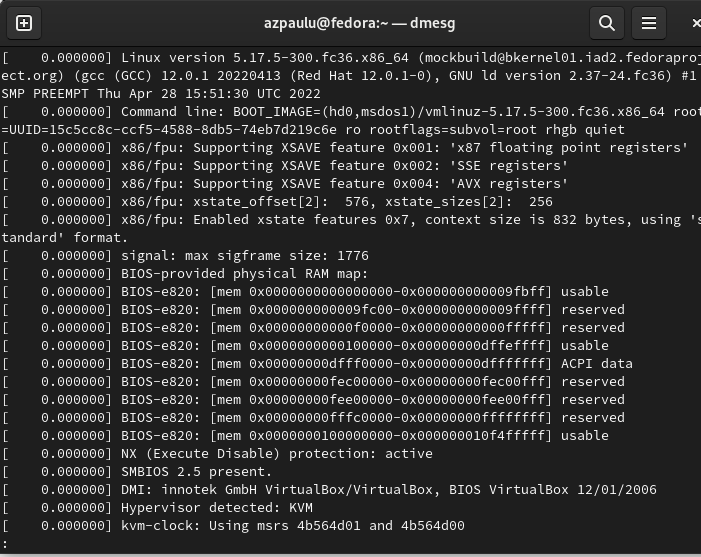 azpaulu@fedora:~ — dmesg
[    0.000000] Linux version 5.17.5-300.fc36.x86_64 (mockbuild@bkernel01.iad2.fedoraproj
ect.org) (gcc (GCC) 12.0.1 20220413 (Red Hat 12.0.1-0), GNU ld version 2.37-24.fc36) #1
SMP PREEMPT Thu Apr 28 15:51:30 UTC 2022
[    0.000000] Command line: BOOT_IMAGE=(hd0,msdos1)/vmlinuz-5.17.5-300.fc36.x86_64 root
=UUID=15c5cc8c-ccf5-4588-8db5-74eb7d219c6e ro rootflags=subvol=root rhgb quiet
[    0.000000] x86/fpu: Supporting XSAVE feature 0x001: 'x87 floating point registers'
[    0.000000] x86/fpu: Supporting XSAVE feature 0x002: 'SSE registers'
[    0.000000] x86/fpu: Supporting XSAVE feature 0x004: 'AVX registers'
[    0.000000] x86/fpu: xstate_offset[2]:  576, xstate_sizes[2]:  256
[    0.000000] x86/fpu: Enabled xstate features 0x7, context size is 832 bytes, using 's
tandard' format.
[    0.000000] signal: max sigframe size: 1776
[    0.000000] BIOS-provided physical RAM map:
[    0.000000] BIOS-e820: [mem 0x0000000000000000-0x000000000009fbff] usable
[    0.000000] BIOS-e820: [mem 0x000000000009fc00-0x000000000009ffff] reserved
[    0.000000] BIOS-e820: [mem 0x00000000000f0000-0x00000000000fffff] reserved
[    0.000000] BIOS-e820: [mem 0x0000000000100000-0x00000000dffeffff] usable
[    0.000000] BIOS-e820: [mem 0x00000000dfff0000-0x00000000dfffffff] ACPI data
[    0.000000] BIOS-e820: [mem 0x00000000fec00000-0x00000000fec00fff] reserved
[    0.000000] BIOS-e820: [mem 0x00000000fee00000-0x00000000fee00fff] reserved
[    0.000000] BIOS-e820: [mem 0x00000000fffc0000-0x00000000ffffffff] reserved
[    0.000000] BIOS-e820: [mem 0x0000000100000000-0x000000010f4fffff] usable
[    0.000000] NX (Execute Disable) protection: active
[    0.000000] SMBIOS 2.5 present.
[    0.000000] DMI: innotek GmbH VirtualBox/VirtualBox, BIOS VirtualBox 12/01/2006
[    0.000000] Hypervisor detected: KVM
[    0.000000] kvm-clock: Using msrs 4b564d01 and 4b564d00
: